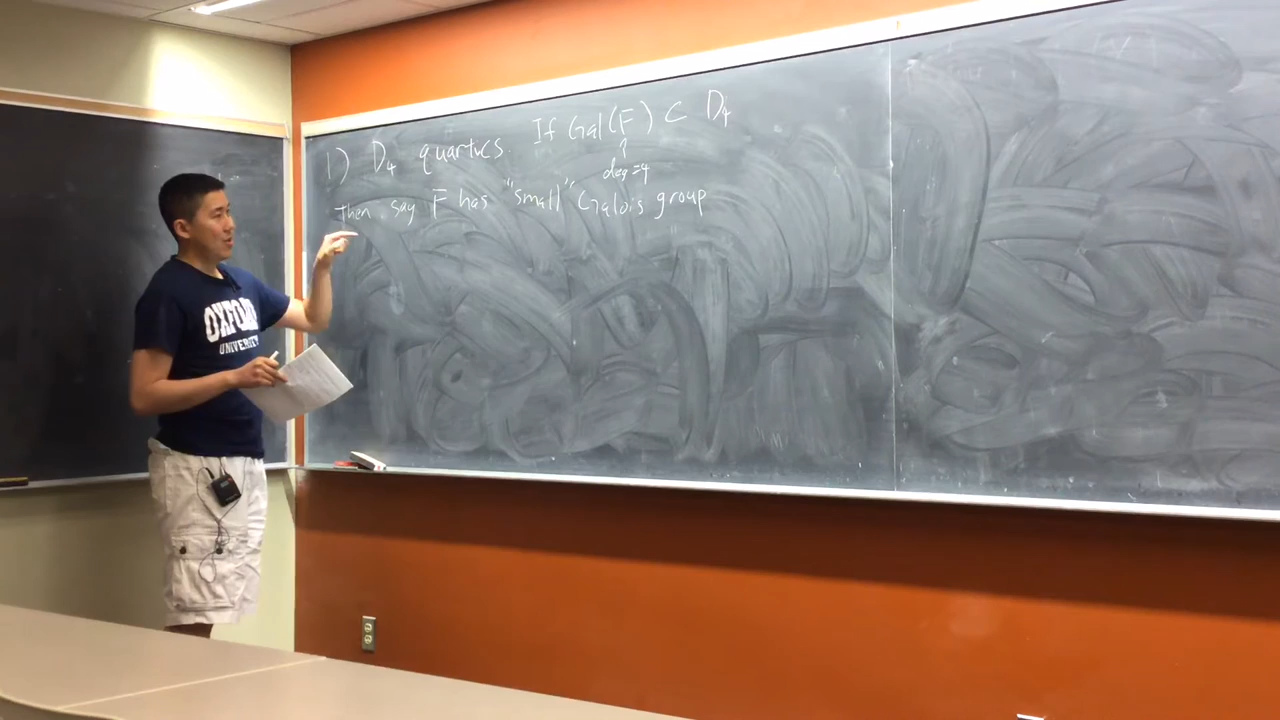 1) D4 quartics. If Gal(F) ⊂ D4
deg=4
then, say F has "small" Galois group
OXFORD
UNIVERSITY